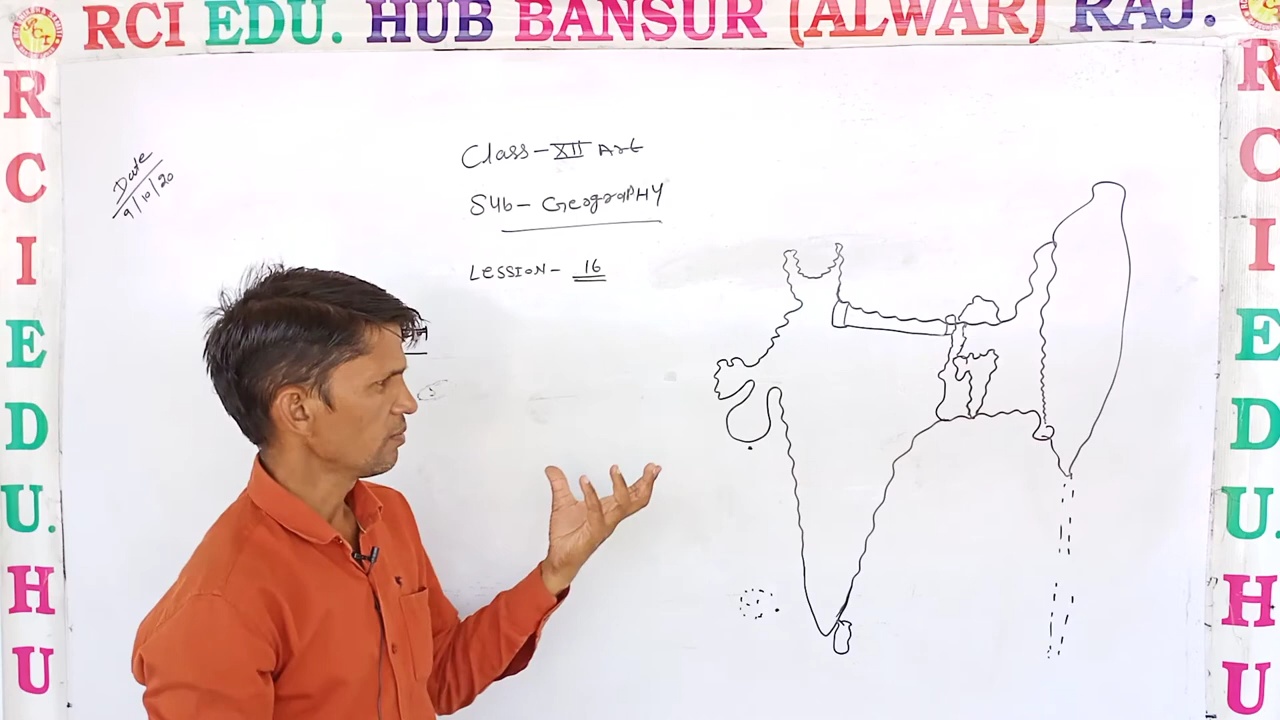 RCI EDU. HUB BANSUR (ALWAR) RAJ.
R
C
I
E
D
U.
H
U
Date
9/10/20
Class-XII Art
Sub- GeograPHY
LESSION- 16
R
C
I
E
D
U.
H
U